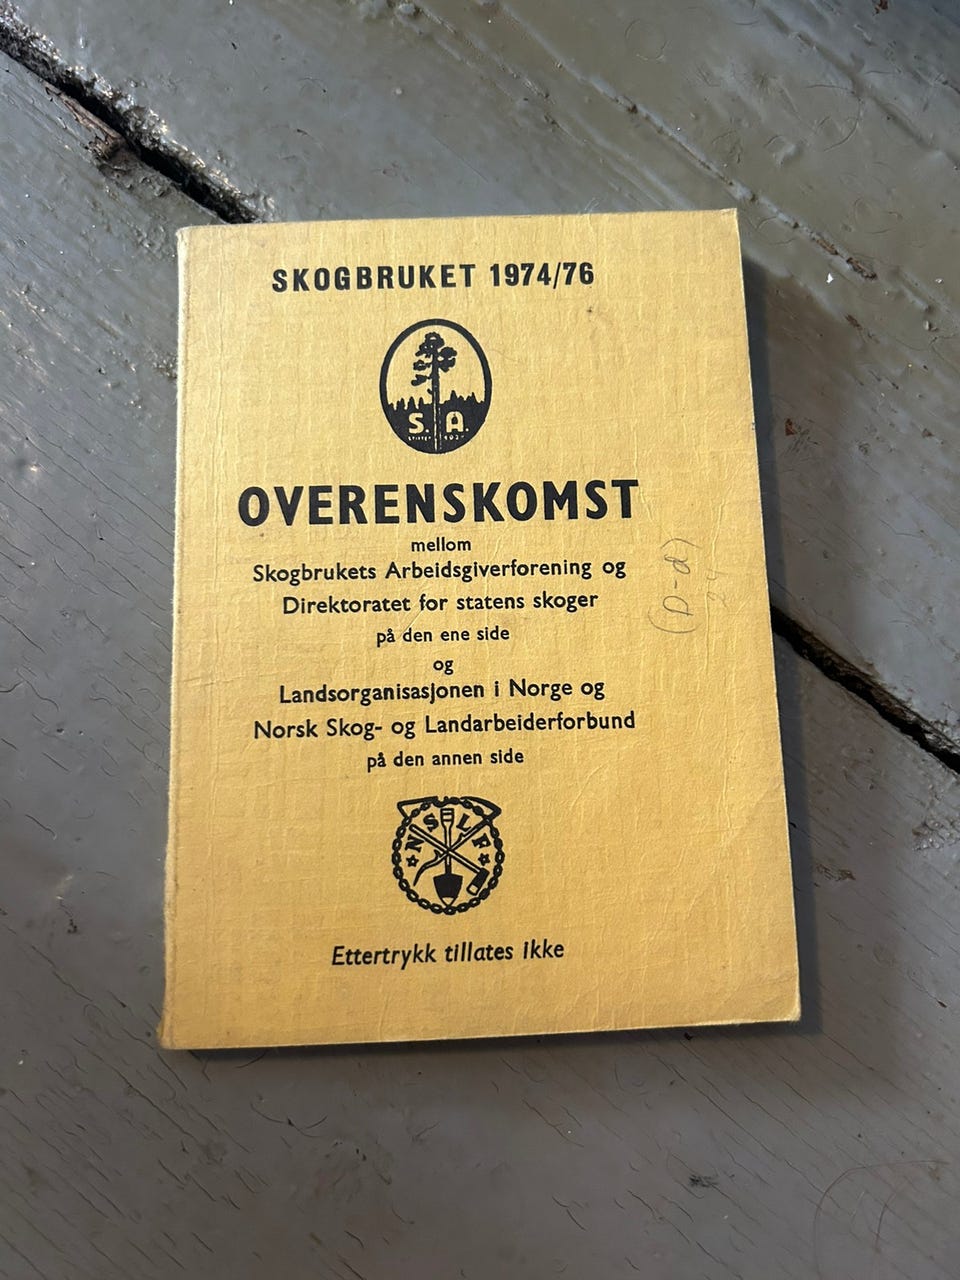 SKOGBRUKET 1974/76
S. A.
OVERENSKOMST
mellom
Skogbrukets Arbeidsgiverforening og
Direktoratet for statens skoger
på den ene side
og
Landsorganisasjonen i Norge og
Norsk Skog- og Landarbeiderforbund
på den annen side
N S L F
Ettertrykk tillates ikke